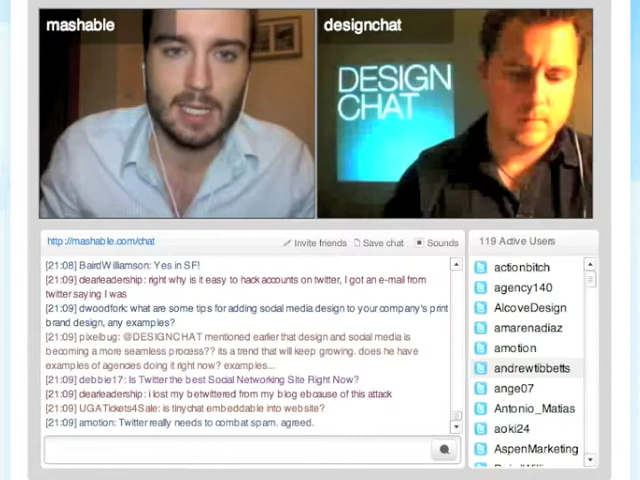 mashable
designchat
DESIGN
CHAT
http://mashable.com/chat
Invite friends
Save chat
Sounds
119 Active Users
[21:08] BairdWilliamson: Yes in SF!
[21:09] clearleadership: right why is it easy to hack accounts on twitter, I got an e-mail from
twitter saying I was
[21:09] dwoodfork: what are some tips for adding social media design to your company's print
brand design, any examples?
[21:09] pixelbug: @DESIGNCHAT mentioned earlier that design and social media is
becoming a more seamless process?? its a trend that will keep growing. does he have
examples of agencies doing it right now? examples...
[21:09] debbie17: Is Twitter the best Social Networking Site Right Now?
[21:09] clearleadership: i lost my betwittered from my blog ebcause of this attack
[21:09] UGATickets4Sale: is tinychat embeddable into website?
[21:09] amotion: Twitter really needs to combat spam. agreed.
actionbitch
agency140
AlcoveDesign
amarenadiaz
amotion
andrewtibbetts
ange07
Antonio_Matias
aoki24
AspenMarketing